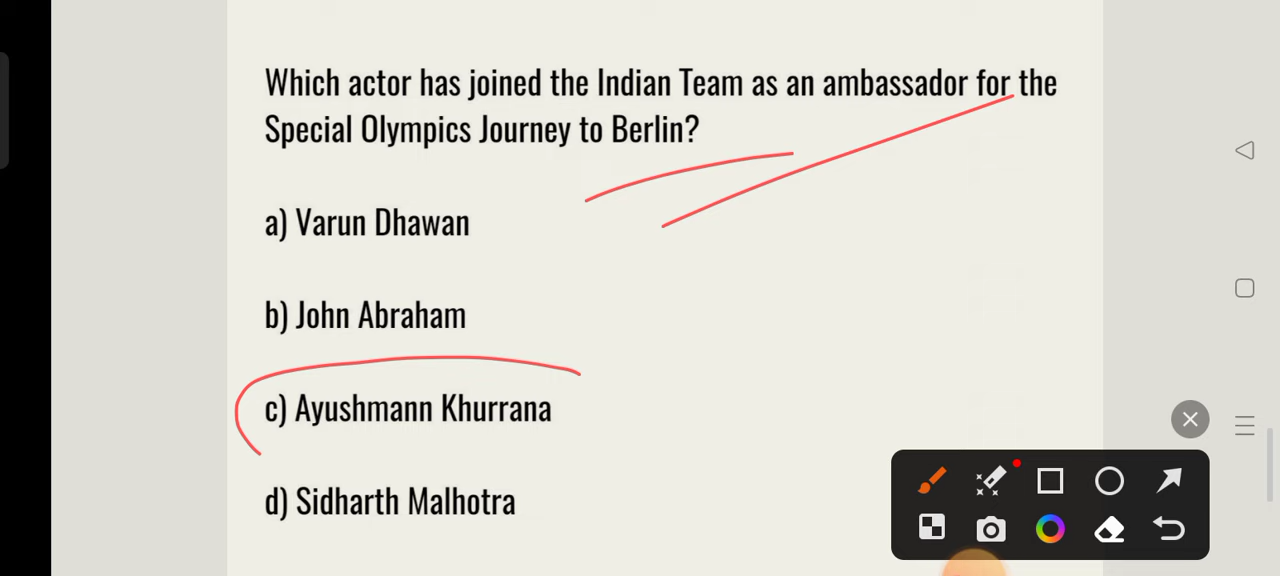 Which actor has joined the Indian Team as an ambassador for the
Special Olympics Journey to Berlin?
a) Varun Dhawan
b) John Abraham
c) Ayushmann Khurrana
d) Sidharth Malhotra